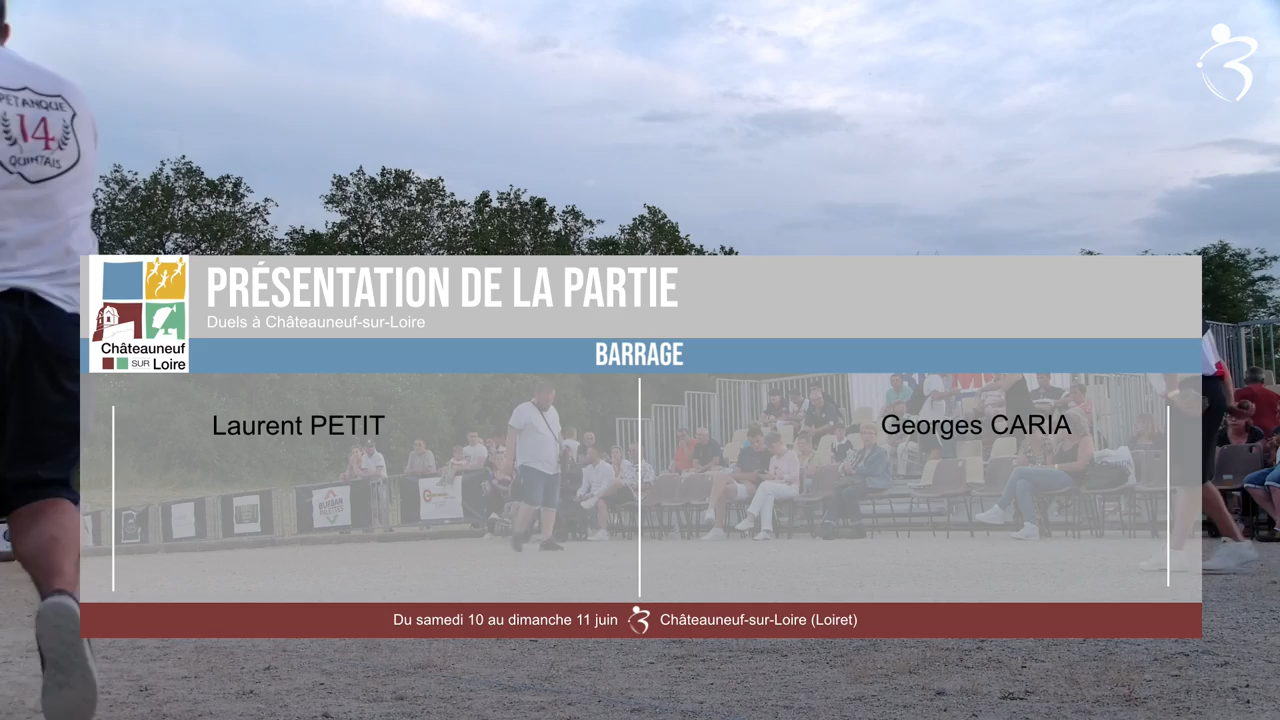 PETANQUE
14
QUINTAIS
PRÉSENTATION DE LA PARTIE
Duels à Châteauneuf-sur-Loire
Châteauneuf
SUR Loire
BARRAGE
Laurent PETIT
Georges CARIA
Du samedi 10 au dimanche 11 juin
Châteauneuf-sur-Loire (Loiret)